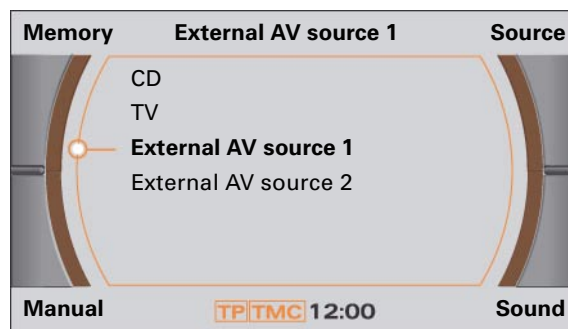 Memory External AV source 1 Source
CD
TV
External AV source 1
External AV source 2
Manual TP TMC 12:00 Sound